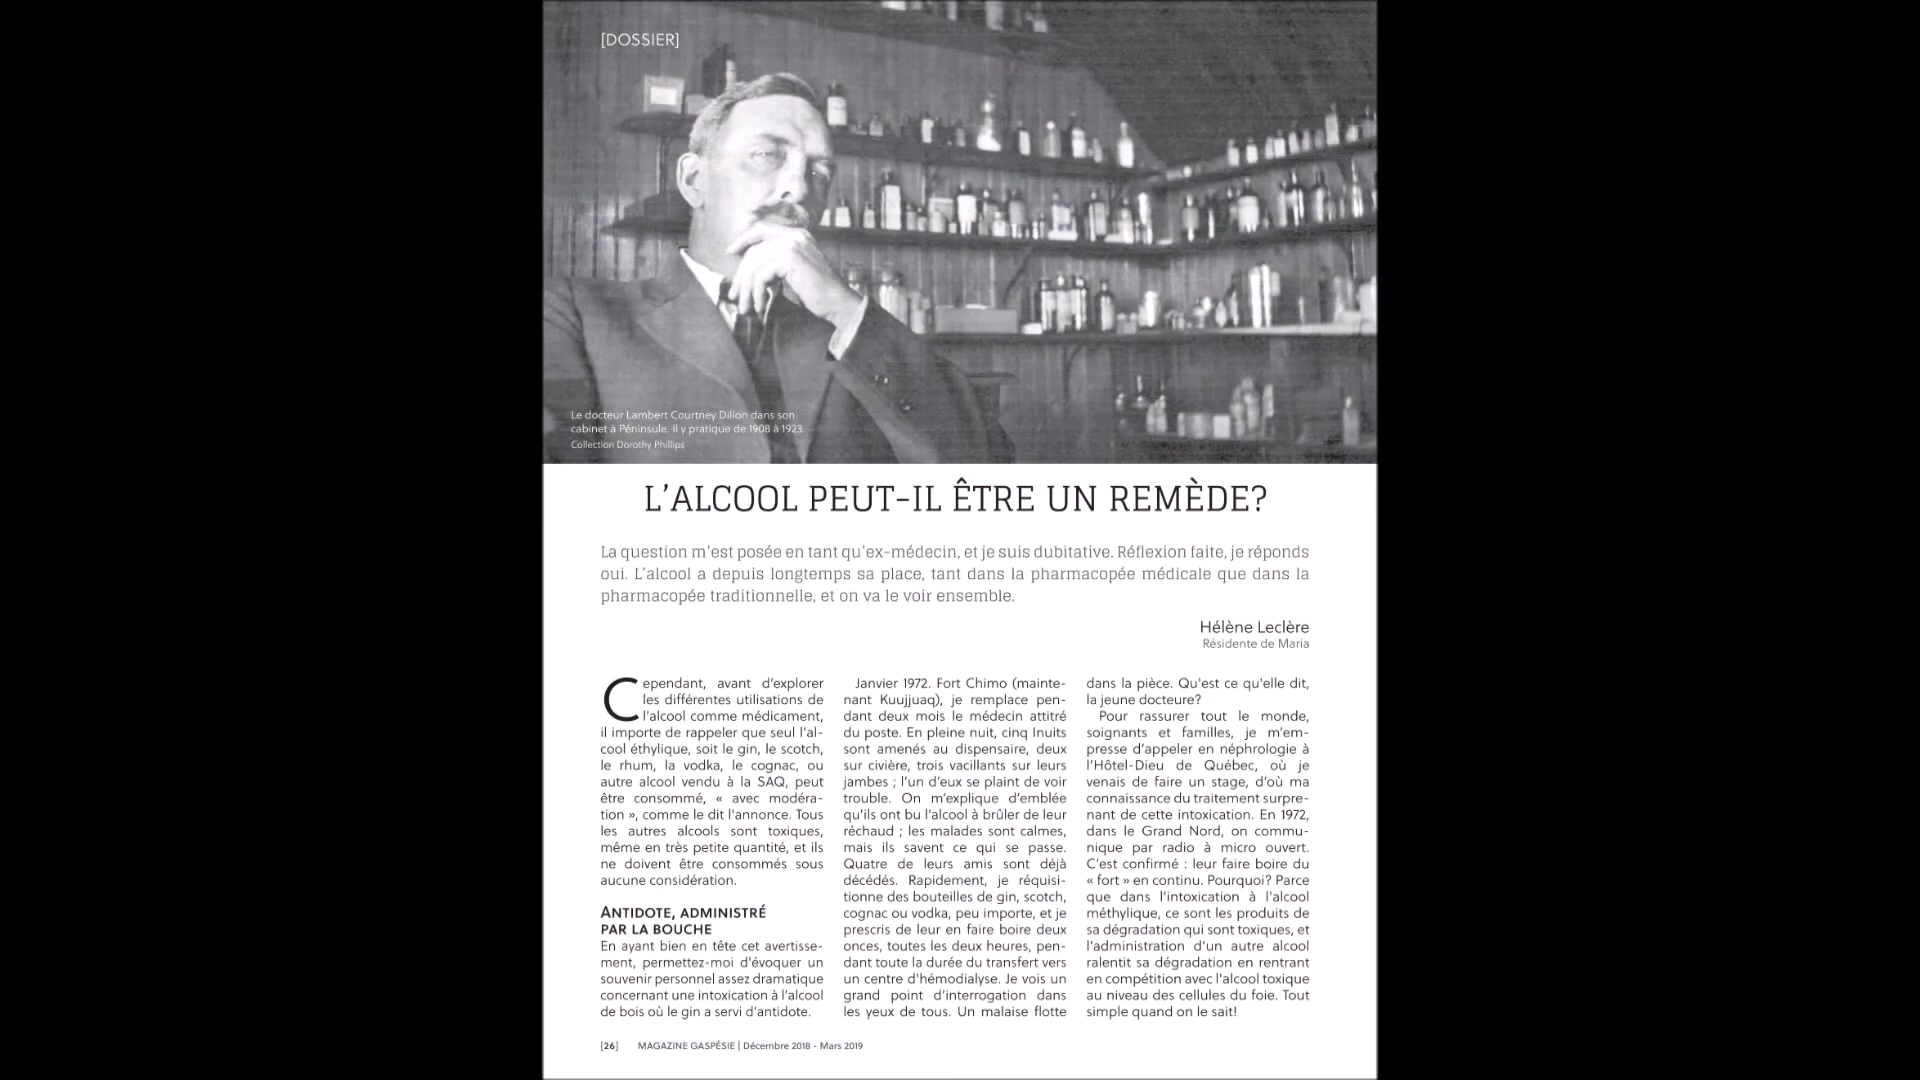 [DOSSIER]
Le docteur Lambert Courtney Dillon dans son
cabinet à Péninsule. Il y pratique de 1908 à 1923.
Collection Dorothy Phillips
L’ALCOOL PEUT-IL ÊTRE UN REMÈDE?
La question m’est posée en tant qu’ex-médecin, et je suis dubitative. Réflexion faite, je réponds
oui. L’alcool a depuis longtemps sa place, tant dans la pharmacopée médicale que dans la
pharmacopée traditionnelle, et on va le voir ensemble.
Hélène Leclère
Résidente de Maria
Cependant, avant d’explorer
les différentes utilisations de
l’alcool comme médicament,
il importe de rappeler que seul l’al-
cool éthylique, soit le gin, le scotch,
le rhum, la vodka, le cognac, ou
autre alcool vendu à la SAQ, peut
être consommé, « avec modéra-
tion », comme le dit l’annonce. Tous
les autres alcools sont toxiques,
même en très petite quantité, et ils
ne doivent être consommés sous
aucune considération.
ANTIDOTE, ADMINISTRÉ
PAR LA BOUCHE
En ayant bien en tête cet avertisse-
ment, permettez-moi d’évoquer un
souvenir personnel assez dramatique
concernant une intoxication à l’alcool
de bois où le gin a servi d’antidote.
Janvier 1972. Fort Chimo (mainte-
nant Kuujjuaq), je remplace pen-
dant deux mois le médecin attitré
du poste. En pleine nuit, cinq Inuits
sont amenés au dispensaire, deux
sur civière, trois vacillants sur leurs
jambes ; l’un d’eux se plaint de voir
trouble. On m’explique d’emblée
qu’ils ont bu l’alcool à brûler de leur
réchaud ; les malades sont calmes,
mais ils savent ce qui se passe.
Quatre de leurs amis sont déjà
décédés. Rapidement, je réquisi-
tionne des bouteilles de gin, scotch,
cognac ou vodka, peu importe, et je
prescris de leur en faire boire deux
onces, toutes les deux heures, pen-
dant toute la durée du transfert vers
un centre d’hémodialyse. Je vois un
grand point d’interrogation dans
les yeux de tous. Un malaise flotte
dans la pièce. Qu’est ce qu’elle dit,
la jeune docteure?
Pour rassurer tout le monde,
soignants et familles, je m’em-
presse d’appeler en néphrologie à
l’Hôtel-Dieu de Québec, où je
venais de faire un stage, d’où ma
connaissance du traitement surpre-
nant de cette intoxication. En 1972,
dans le Grand Nord, on commu-
nique par radio à micro ouvert.
C’est confirmé : leur faire boire du
« fort » en continu. Pourquoi? Parce
que dans l’intoxication à l’alcool
méthylique, ce sont les produits de
sa dégradation qui sont toxiques, et
l’administration d’un autre alcool
ralentit sa dégradation en rentrant
en compétition avec l’alcool toxique
au niveau des cellules du foie. Tout
simple quand on le sait!
[26] MAGAZINE GASPÉSIE | Décembre 2018 - Mars 2019